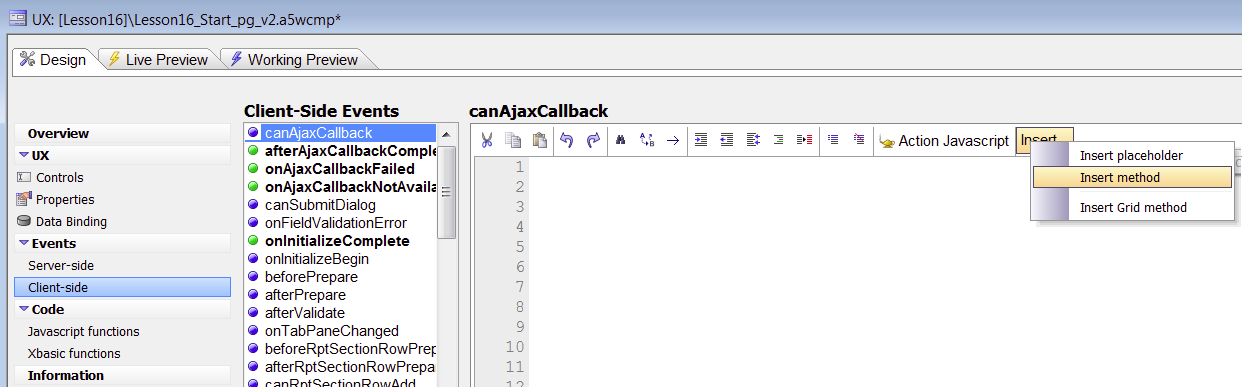 UX: [Lesson16]\Lesson16_Start_pg_v2.a5wcmp*
Design Live Preview Working Preview
Overview
UX
Controls
Properties
Data Binding
Events
Server-side
Client-side
Code
Javascript functions
Xbasic functions
Information
Client-Side Events
canAjaxCallback
afterAjaxCallbackComple
onAjaxCallbackFailed
onAjaxCallbackNotAvaila
canSubmitDialog
onFieldValidationError
onInitializeComplete
onInitializeBegin
beforePrepare
afterPrepare
afterValidate
onTabPaneChanged
beforeRptSectionRowPrep
afterRptSectionRowPrepa
canRptSectionRowAdd
canAjaxCallback
Action Javascript Insert...
Insert placeholder
Insert method
Insert Grid method
1
2
3
4
5
6
7
8
9
10
11
12